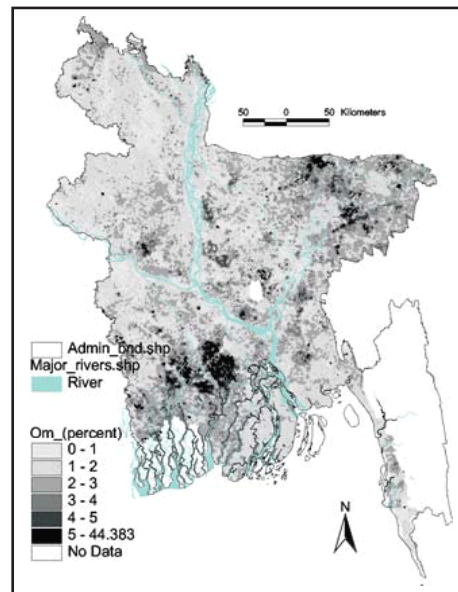 50 0 50 Kilometers
Admin_bnd.shp
Major_rivers.shp
River
Om_(percent)
0 - 1
1 - 2
2 - 3
3 - 4
4 - 5
5 - 44.383
No Data
N